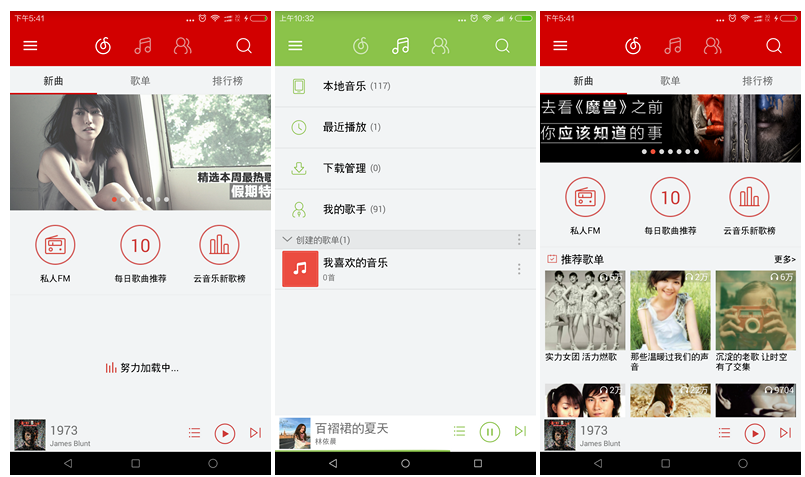 下午5:41
新曲
歌单
排行榜
精选本周最热歌
假期特
私人FM
10
每日歌曲推荐
云音乐新歌榜
努力加载中...
1973
James Blunt
上午10:32
本地音乐 (117)
最近播放 (1)
下载管理 (0)
我的歌手 (91)
创建的歌单(1)
我喜欢的音乐
0首
百褶裙的夏天
林依晨
下午5:41
新曲
歌单
排行榜
去看《魔兽》之前
你应该知道的事
私人FM
10
每日歌曲推荐
云音乐新歌榜
推荐歌单
更多>
2万
6万
实力女团 活力燃歌
那些温暖过我们的声
音
沉淀的老歌 让时空
有了交集
2万
22万
9704
1973
James Blunt